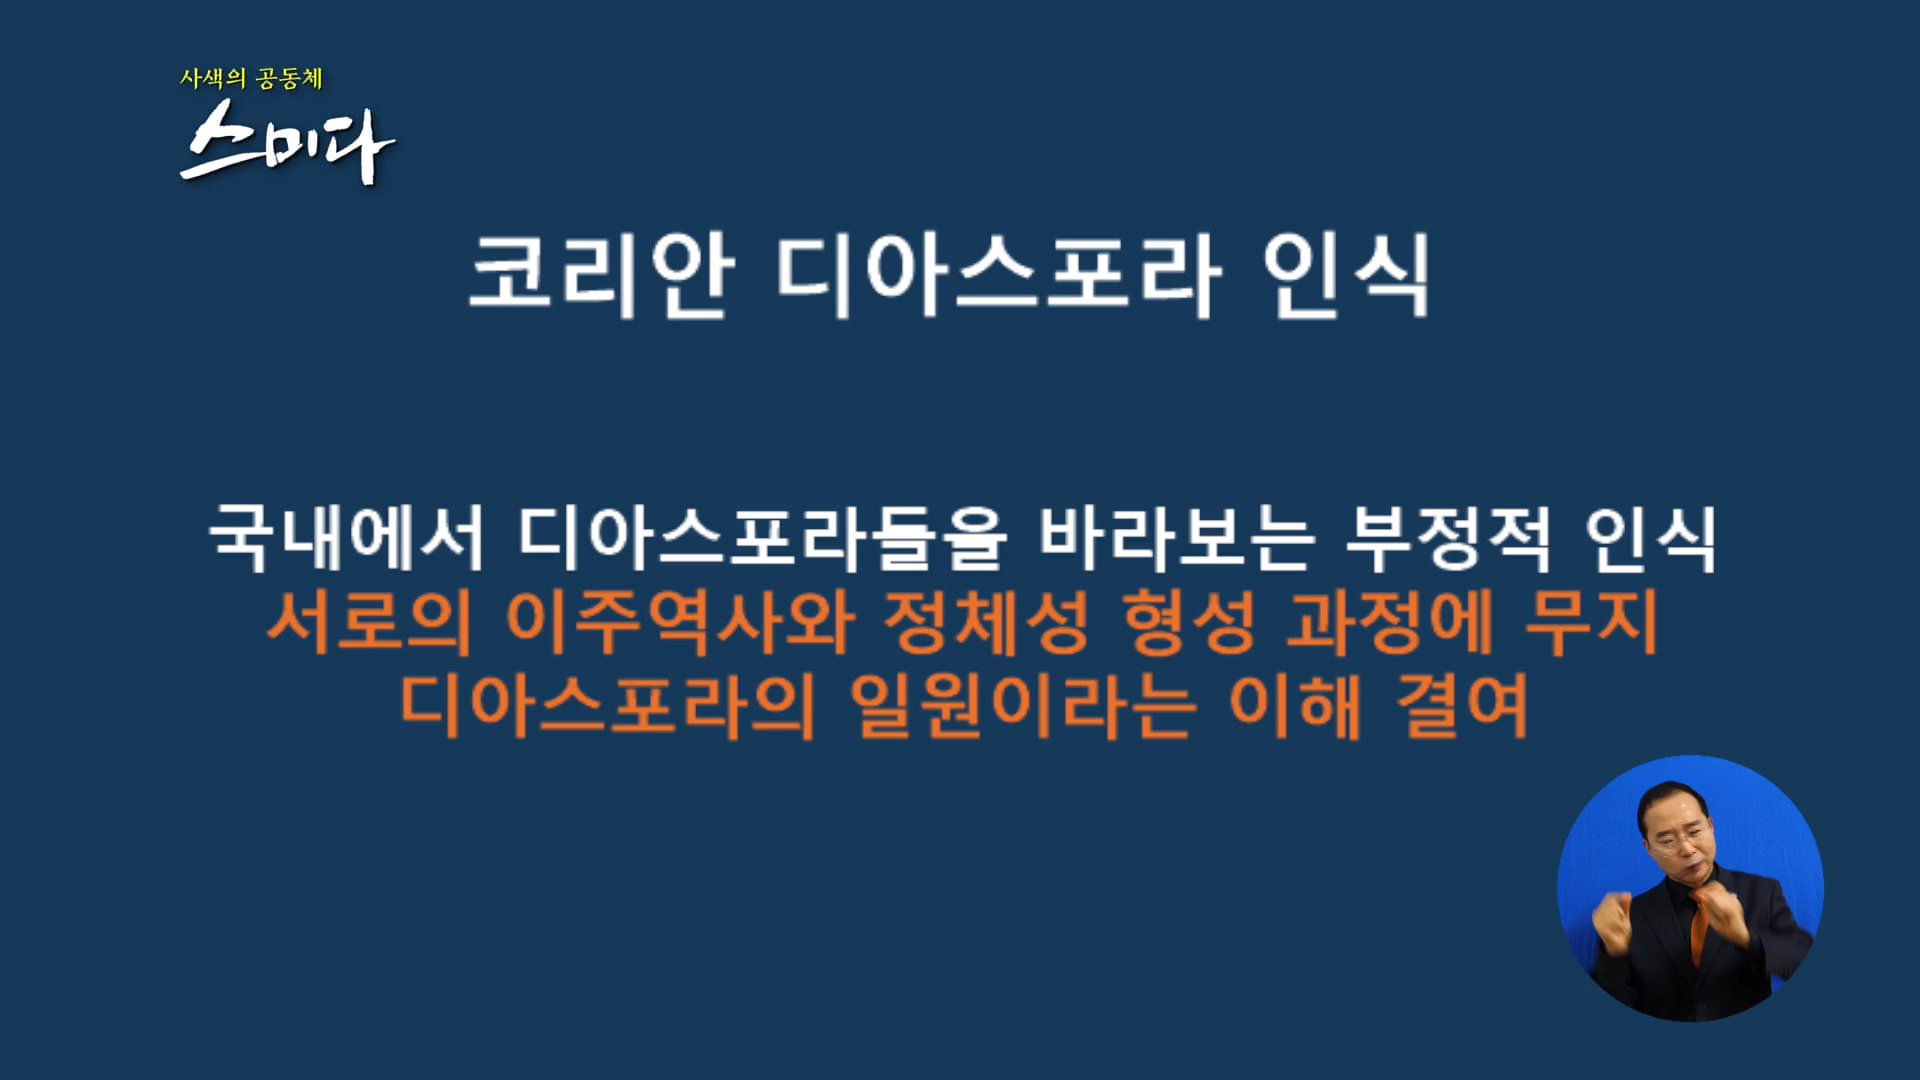 사색의 공동체
스미다
코리안 디아스포라 인식
국내에서 디아스포라들을 바라보는 부정적 인식
서로의 이주역사와 정체성 형성 과정에 무지
디아스포라의 일원이라는 이해 결여